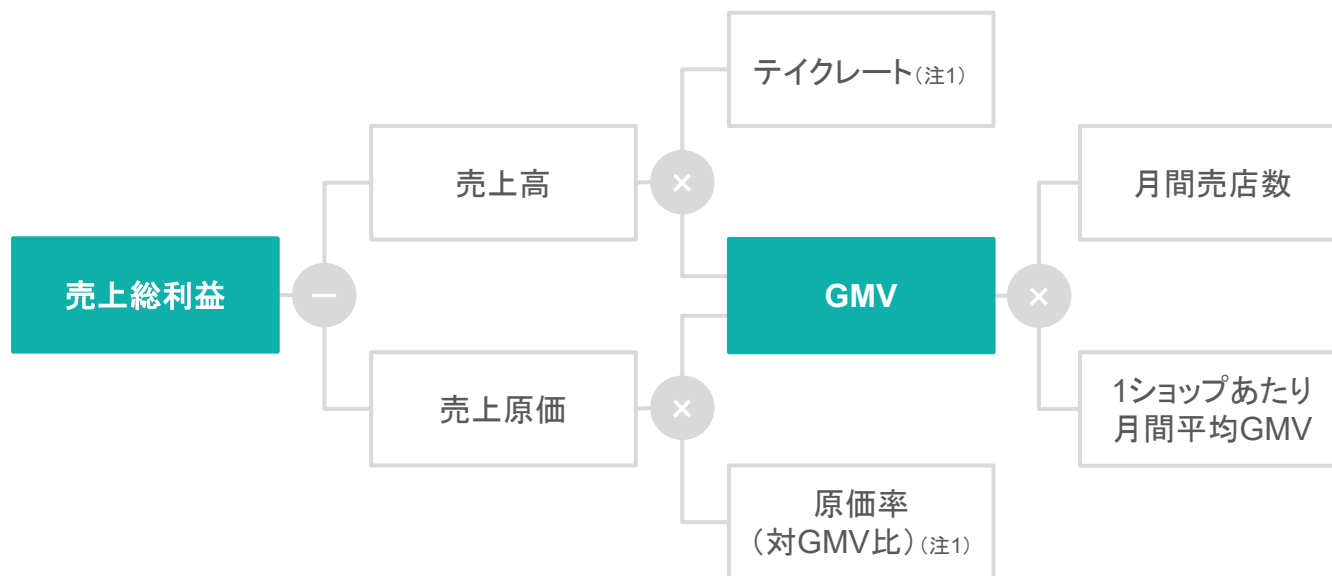 テイクレート(注1)
売上高
×
月間売店数
売上総利益
－
GMV
×
売上原価
×
1ショップあたり
月間平均GMV
原価率
(対GMV比)(注1)